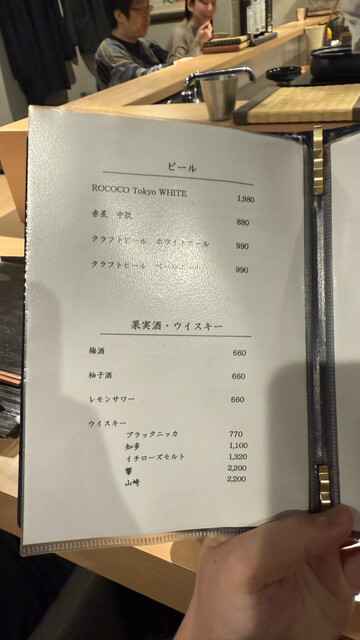 ビール
ROCOCO Tokyo WHITE 1,980
赤星 中瓶 880
クラフトビール ホワイトエール 990
クラフトビール 990
果実酒・ウイスキー
梅酒 660
柚子酒 660
レモンサワー 660
ウイスキー
ブラックニッカ 770
知多 1,100
イチローズモルト 1,320
響 2,200
山崎 2,200